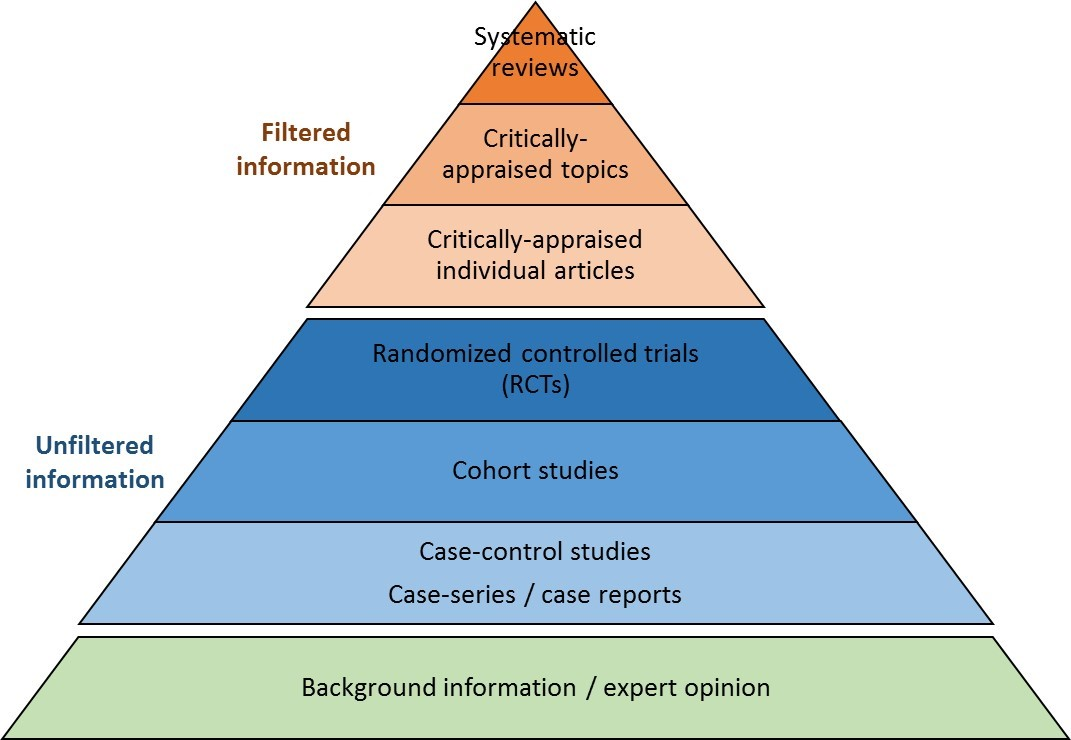 Systematic
reviews
Filtered
information
Critically-
appraised topics
Critically-appraised
individual articles
Randomized controlled trials
(RCTs)
Unfiltered
information
Cohort studies
Case-control studies
Case-series / case reports
Background information / expert opinion